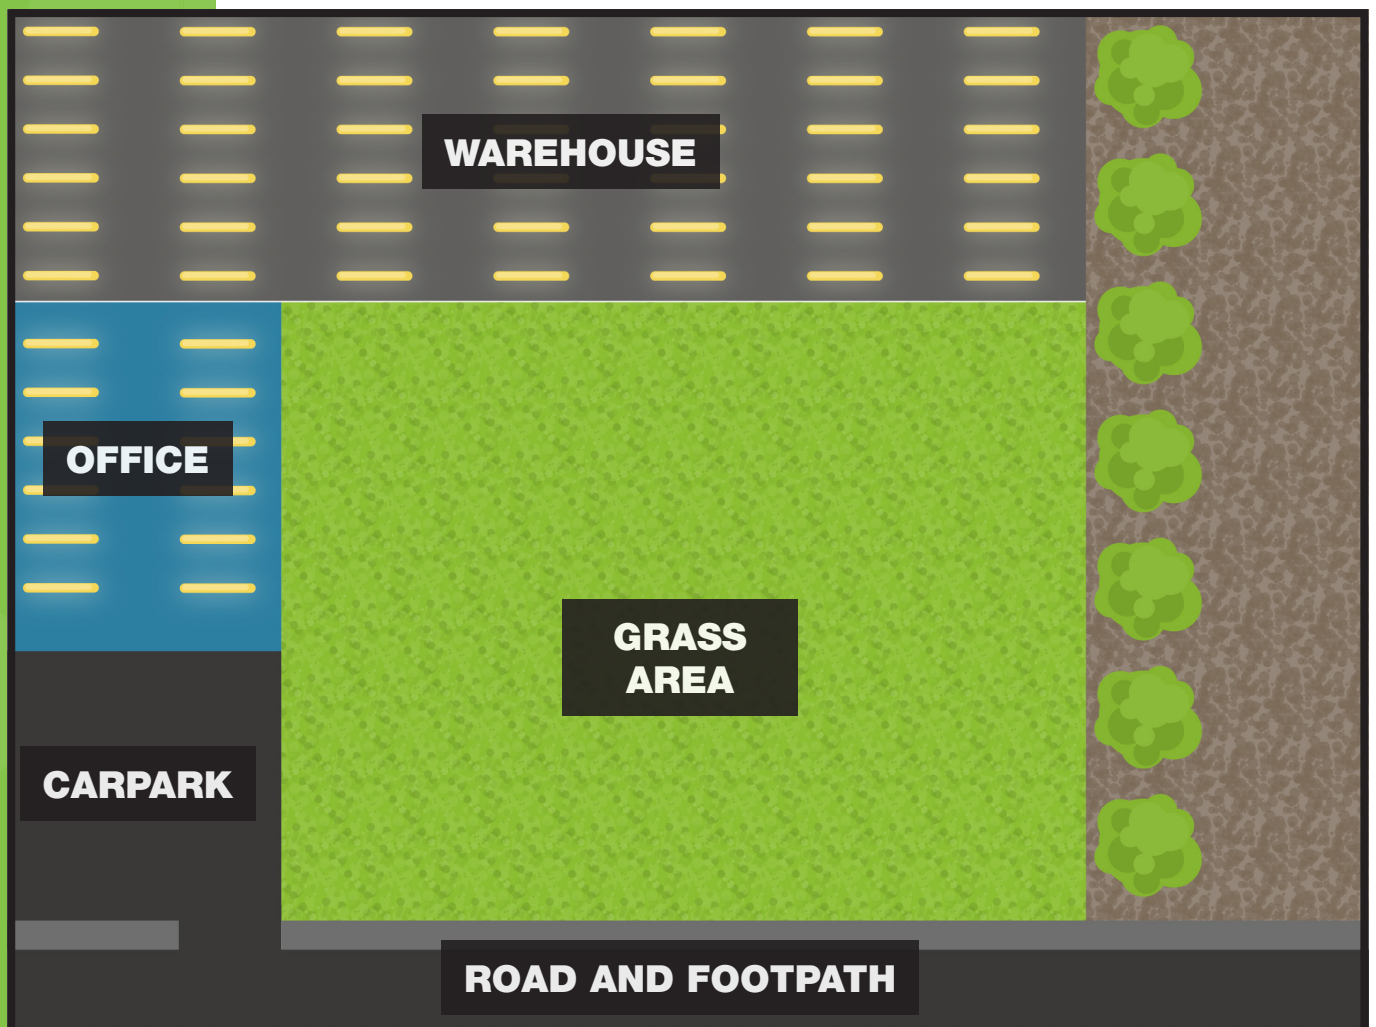 WAREHOUSE
OFFICE
GRASS
AREA
CARPARK
ROAD AND FOOTPATH